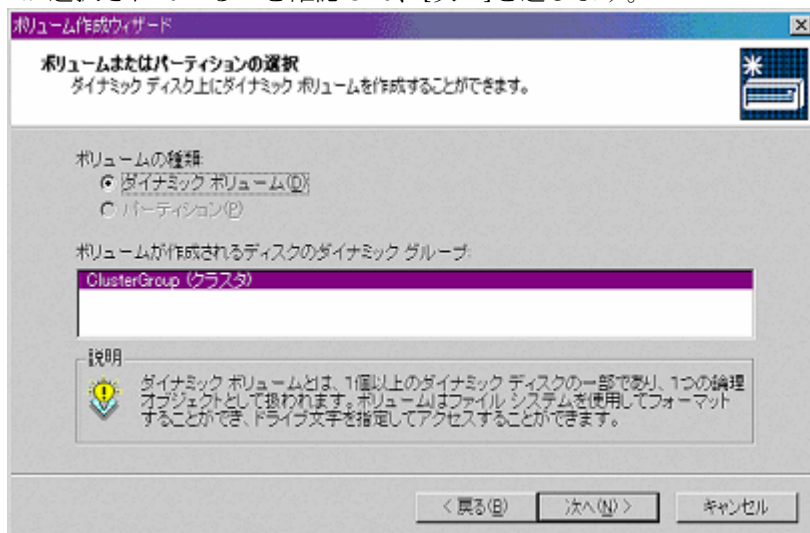 ボリューム作成ウィザード
ボリュームまたはパーティションの選択
ダイナミック ディスク上にダイナミック ボリュームを作成することができます。
ボリュームの種類:
ダイナミック ボリューム(D)
パーティション(P)
ボリュームが作成されるディスクのダイナミック グループ:
ClusterGroup (クラスタ)
説明
ダイナミック ボリュームとは、1個以上のダイナミック ディスクの一部であり、1つの論理
オブジェクトとして扱われます。ボリュームはファイル システムを使用してフォーマット
することができ、ドライブ文字を指定してアクセスすることができます。
< 戻る(B)
次へ(N) >
キャンセル